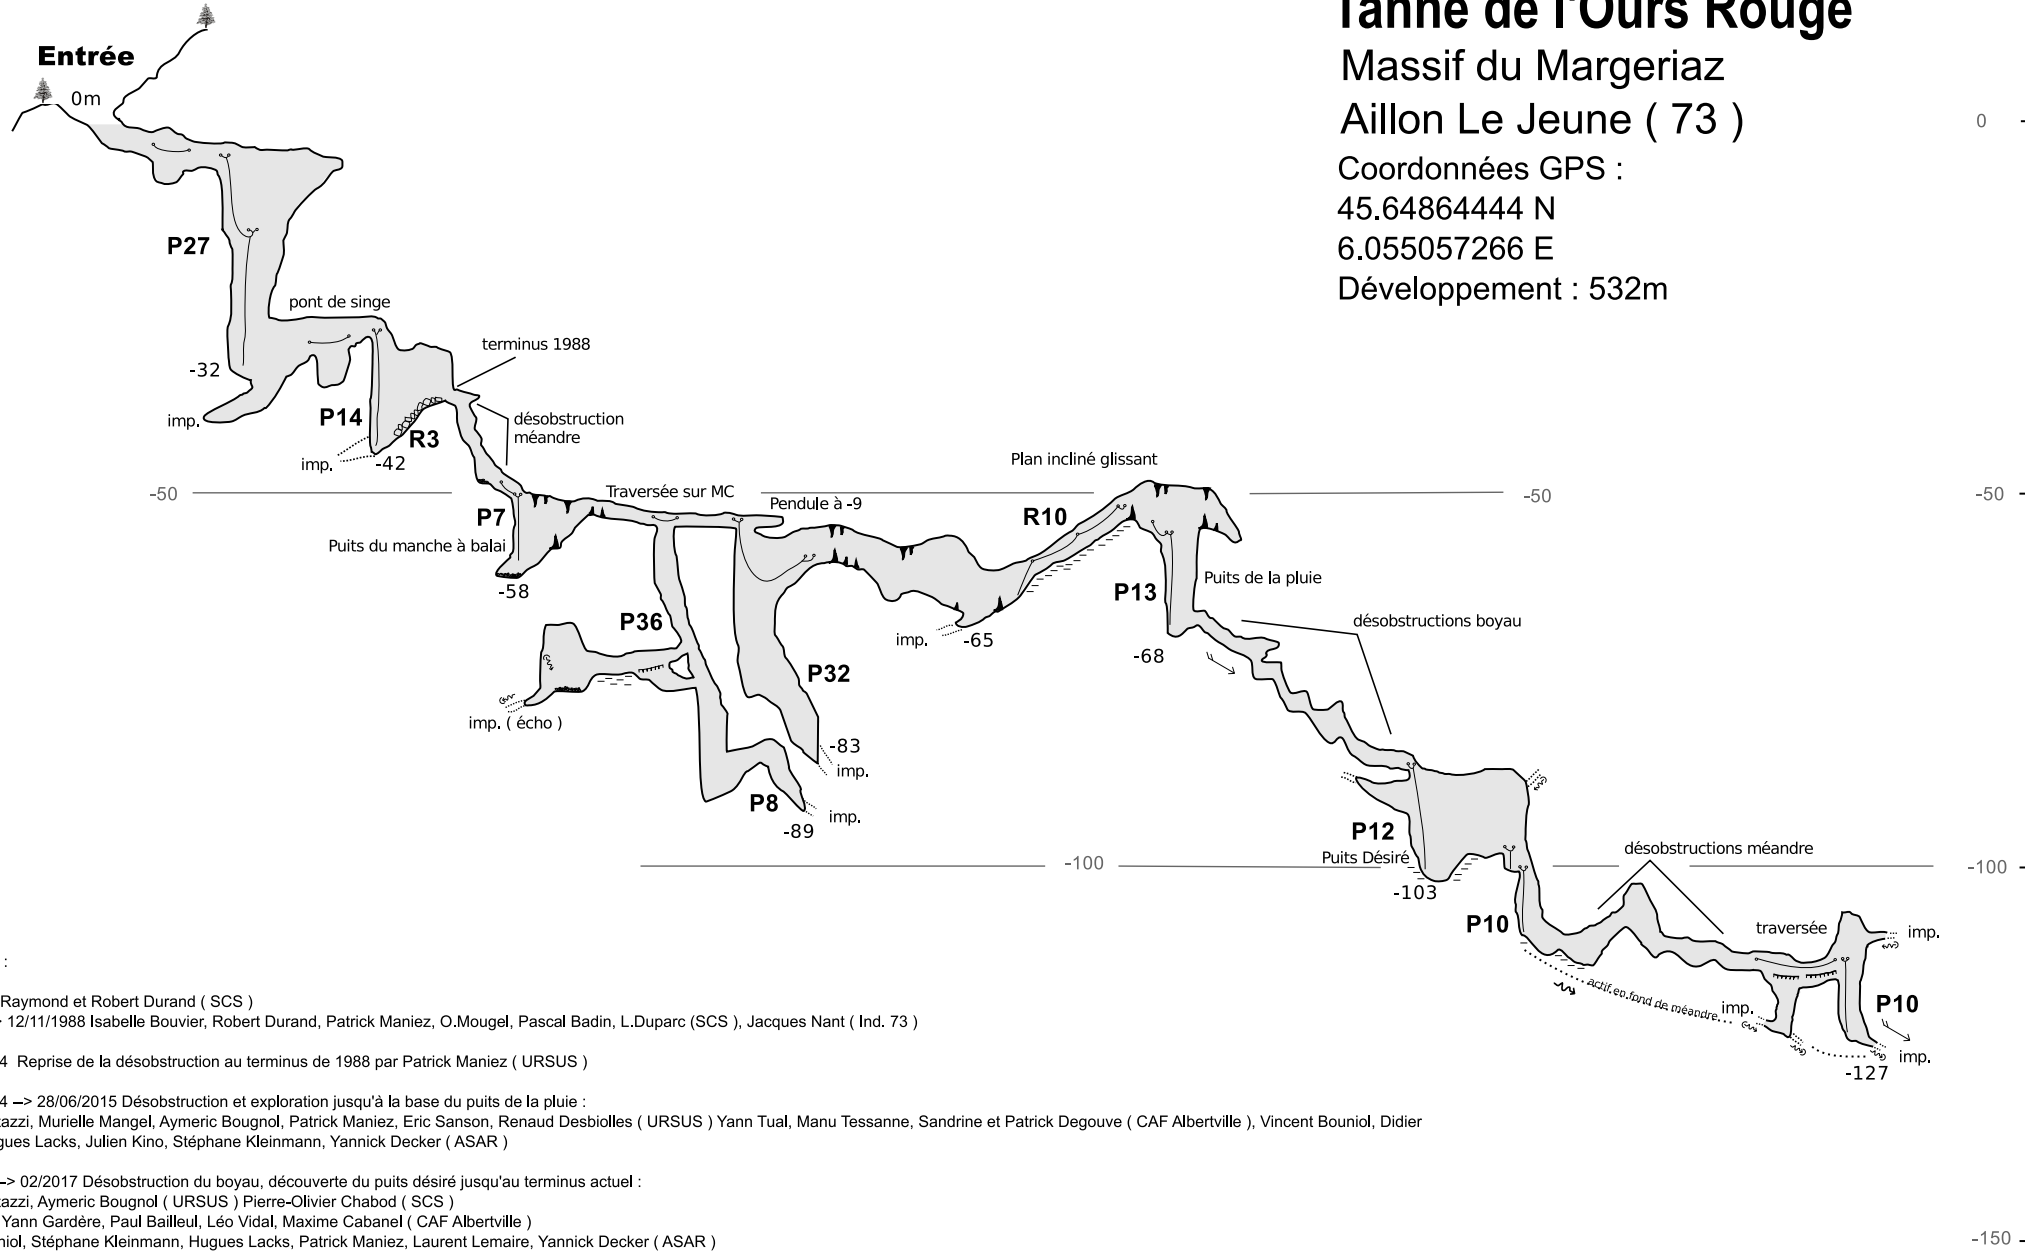 Tanne de l'Ours Rouge
Massif du Margeriaz
Aillon Le Jeune ( 73 )
Coordonnées GPS :
45.64864444 N
6.055057266 E
Développement : 532m
Entrée
0m
0
P27
pont de singe
-32
imp.
terminus 1988
P14
R3
désobstruction
méandre
imp.
-42
-50
-50
-50
Plan incliné glissant
Traversée sur MC
Pendule à -9
P7
R10
Puits du manche à balai
-58
P13
Puits de la pluie
P36
désobstructions boyau
imp.
-65
-68
P32
imp. ( écho )
-83
imp.
P8
imp.
-89
P12
Puits Désiré
-100
-100
désobstructions méandre
-103
P10
traversée
imp.
actif en fond de méandre
imp.
P10
imp.
-127
-150
:
Raymond et Robert Durand ( SCS )
12/11/1988 Isabelle Bouvier, Robert Durand, Patrick Maniez, O.Mougel, Pascal Badin, L.Duparc (SCS ), Jacques Nant ( Ind. 73 )
4 Reprise de la désobstruction au terminus de 1988 par Patrick Maniez ( URSUS )
4 –> 28/06/2015 Désobstruction et exploration jusqu'à la base du puits de la pluie :
azzi, Murielle Mangel, Aymeric Bougnol, Patrick Maniez, Eric Sanson, Renaud Desbiolles ( URSUS ) Yann Tual, Manu Tessanne, Sandrine et Patrick Degouve ( CAF Albertville ), Vincent Bouniol, Didier
gues Lacks, Julien Kino, Stéphane Kleinmann, Yannick Decker ( ASAR )
–> 02/2017 Désobstruction du boyau, découverte du puits désiré jusqu'au terminus actuel :
azzi, Aymeric Bougnol ( URSUS ) Pierre-Olivier Chabod ( SCS )
Yann Gardère, Paul Bailleul, Léo Vidal, Maxime Cabanel ( CAF Albertville )
niol, Stéphane Kleinmann, Hugues Lacks, Patrick Maniez, Laurent Lemaire, Yannick Decker ( ASAR )